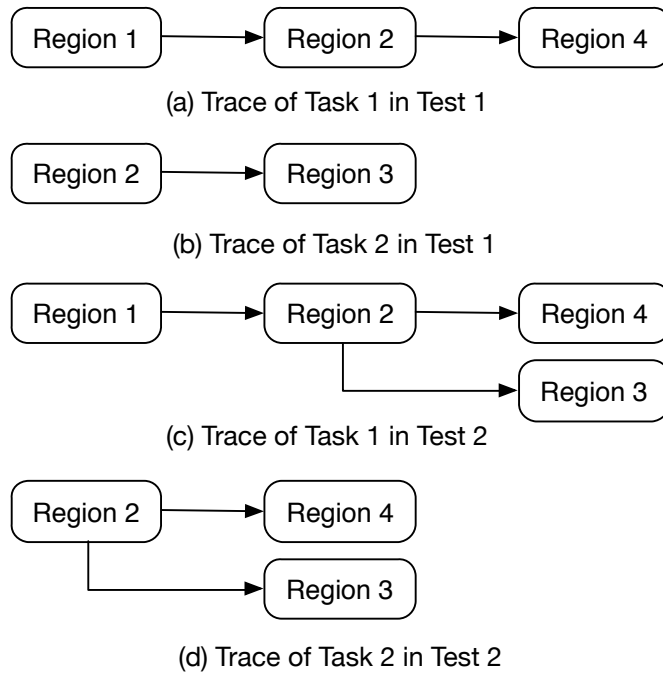 Region 1 Region 2 Region 4
(a) Trace of Task 1 in Test 1
Region 2 Region 3
(b) Trace of Task 2 in Test 1
Region 1 Region 2 Region 4
Region 3
(c) Trace of Task 1 in Test 2
Region 2 Region 4
Region 3
(d) Trace of Task 2 in Test 2